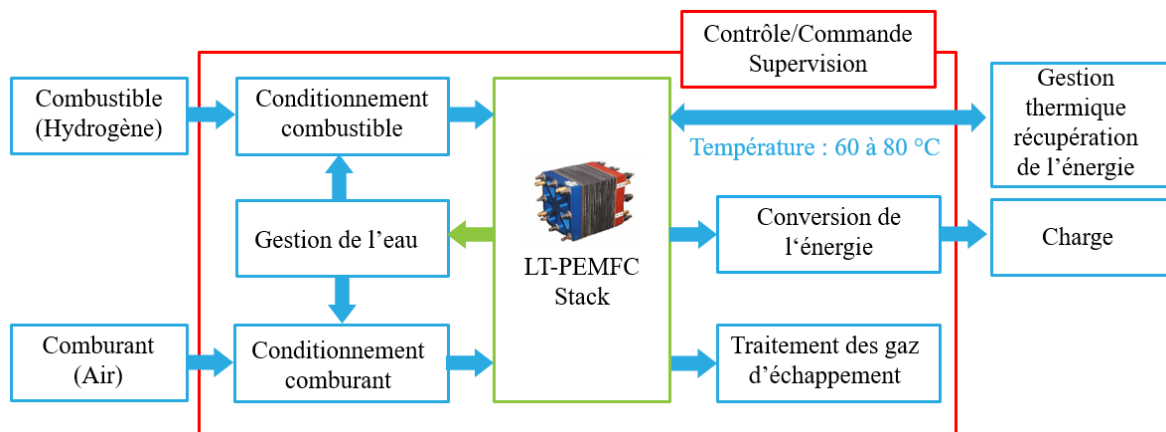 Contrôle/Commande
Supervision
Combustible
(Hydrogène)
Conditionnement
combustible
Gestion
thermique
récupération
de l’énergie
Température : 60 à 80 °C
Gestion de l’eau
LT-PEMFC
Stack
Conversion de
l‘énergie
Charge
Comburant
(Air)
Conditionnement
comburant
Traitement des gaz
d’échappement